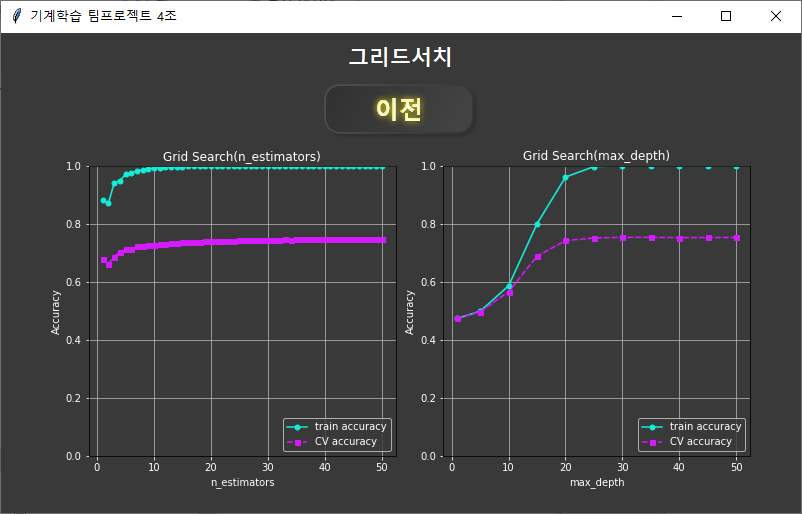 기계학습 팀프로젝트 4조
그리드서치
이전
Grid Search(n_estimators)
1.0
0.8
0.6
0.4
0.2
0.0
Accuracy
0 10 20 30 40 50
n_estimators
train accuracy
CV accuracy
Grid Search(max_depth)
1.0
0.8
0.6
0.4
0.2
0.0
Accuracy
0 10 20 30 40 50
max_depth
train accuracy
CV accuracy